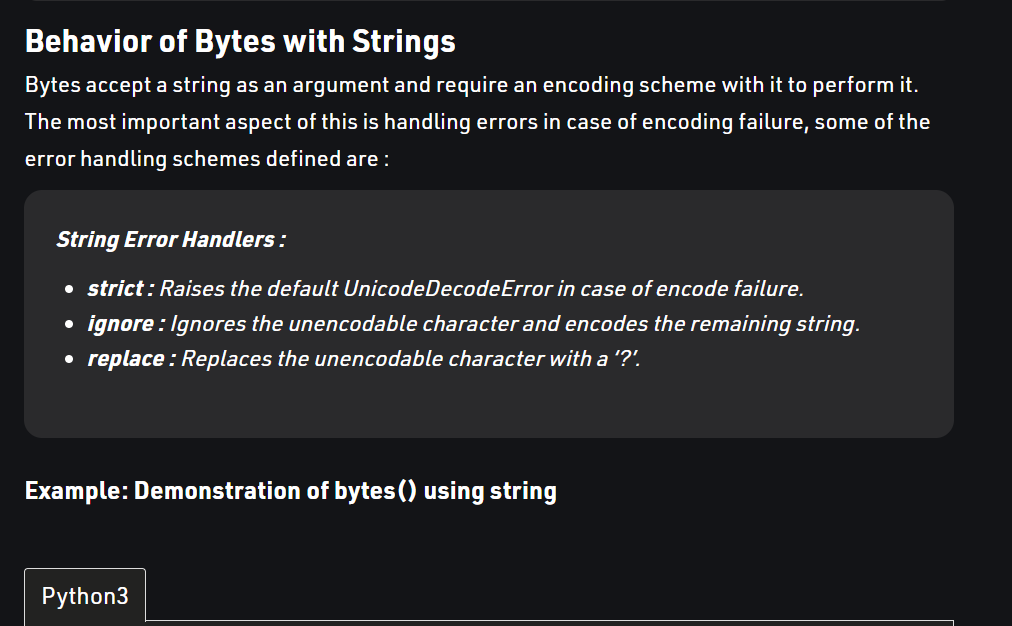 Behavior of Bytes with Strings
Bytes accept a string as an argument and require an encoding scheme with it to perform it.
The most important aspect of this is handling errors in case of encoding failure, some of the
error handling schemes defined are :
String Error Handlers :
• strict : Raises the default UnicodeDecodeError in case of encode failure.
• ignore : Ignores the unencodable character and encodes the remaining string.
• replace : Replaces the unencodable character with a ‘?’.
Example: Demonstration of bytes() using string
Python3